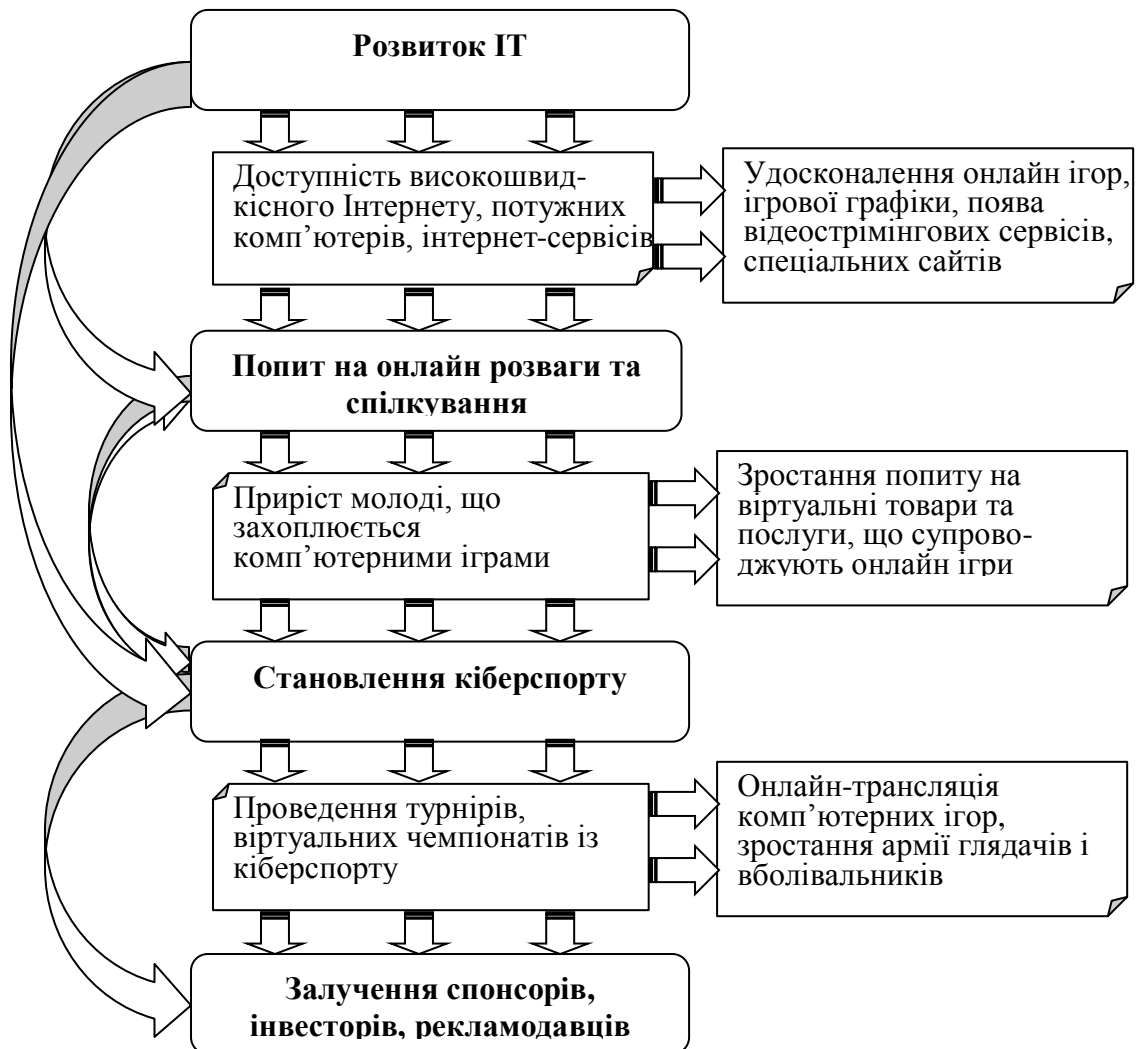 Розвиток ІТ
Доступність високошвид-
кісного Інтернету, потужних
комп’ютерів, інтернет-сервісів
Удосконалення онлайн ігор,
ігрової графіки, поява
відеострімінгових сервісів,
спеціальних сайтів
Попит на онлайн розваги та
спілкування
Приріст молоді, що
захоплюється
комп’ютерними іграми
Зростання попиту на
віртуальні товари та
послуги, що супрово-
джують онлайн ігри
Становлення кіберспорту
Проведення турнірів,
віртуальних чемпіонатів із
кіберспорту
Онлайн-трансляція
комп’ютерних ігор,
зростання армії глядачів і
вболівальників
Залучення спонсорів,
інвесторів, рекламодавців